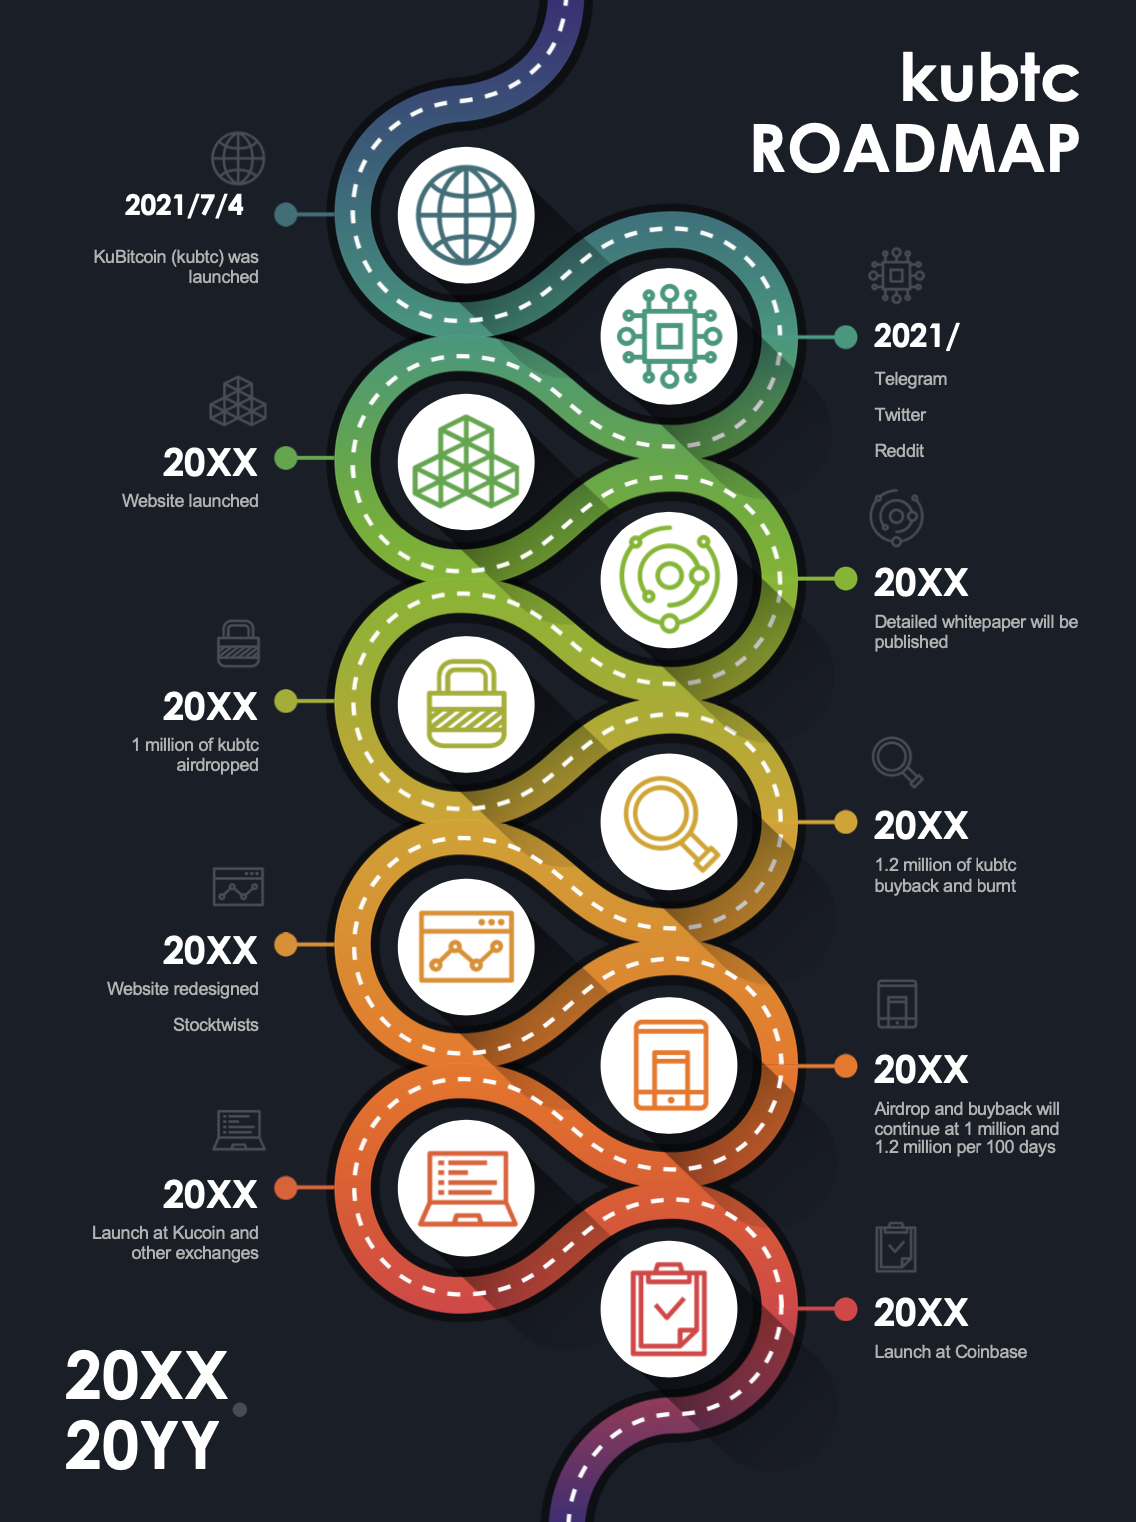 kubtc
ROADMAP
2021/7/4
KuBitcoin (kubtc) was
launched
2021/
Telegram
Twitter
Reddit
20XX
Website launched
20XX
Detailed whitepaper will be
published
20XX
1 million of kubtc
airdropped
20XX
1.2 million of kubtc
buyback and burnt
20XX
Website redesigned
Stocktwists
20XX
Airdrop and buyback will
continue at 1 million and
1.2 million per 100 days
20XX
Launch at Kucoin and
other exchanges
20XX
Launch at Coinbase
20XX
20YY